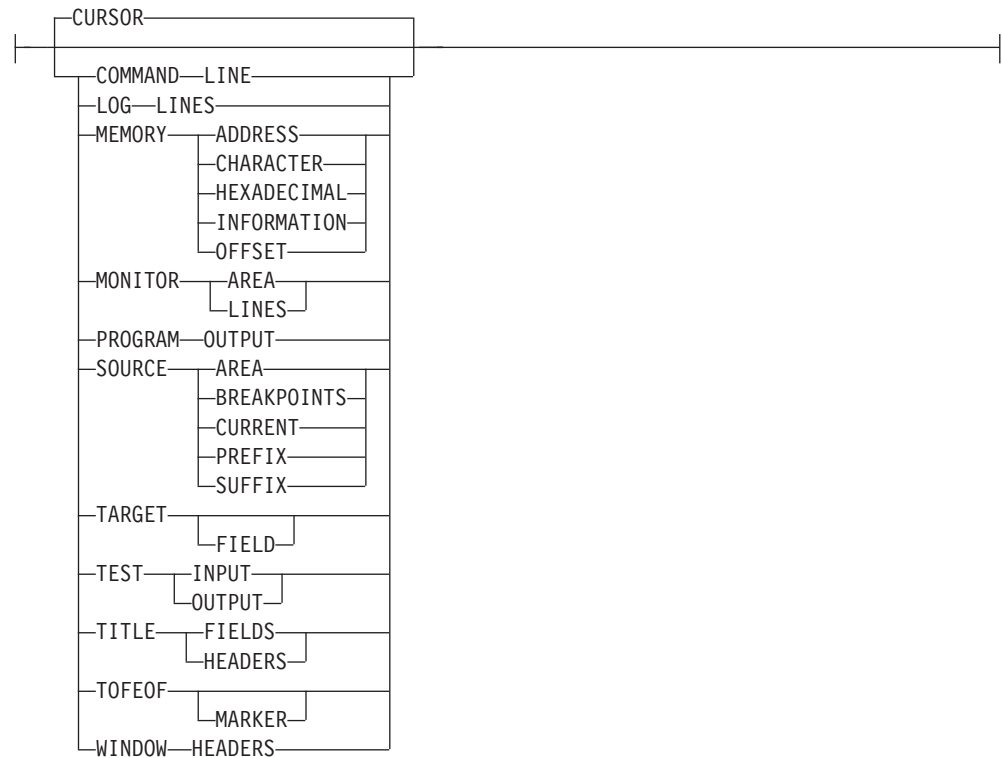 CURSOR
COMMAND LINE
LOG LINES
MEMORY ADDRESS
CHARACTER
HEXADECIMAL
INFORMATION
OFFSET
MONITOR AREA
LINES
PROGRAM OUTPUT
SOURCE AREA
BREAKPOINTS
CURRENT
PREFIX
SUFFIX
TARGET
FIELD
TEST INPUT
OUTPUT
TITLE FIELDS
HEADERS
TOFEOF
MARKER
WINDOW HEADERS